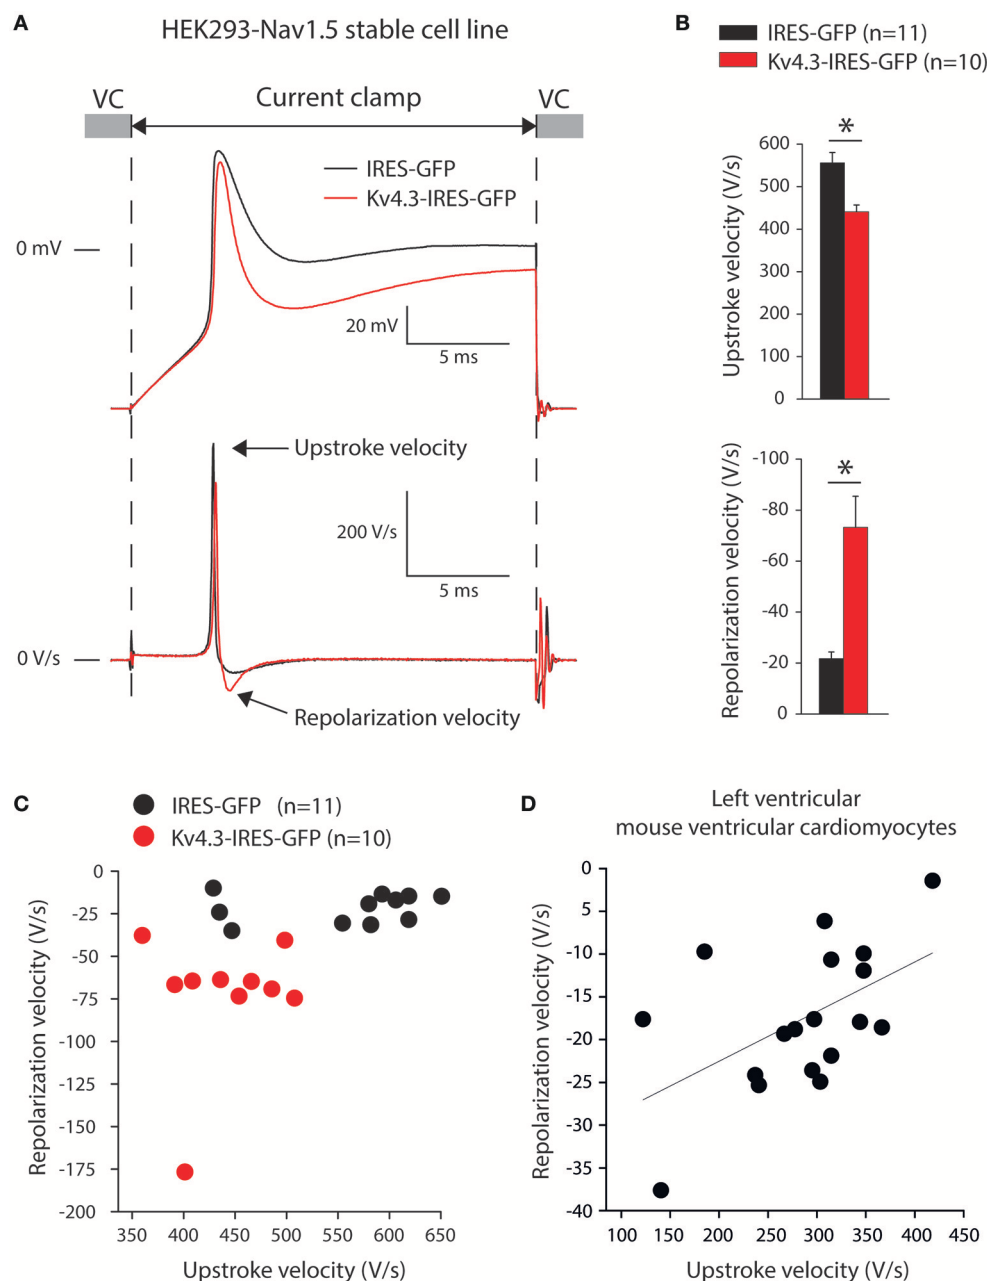 A
HEK293-Nav1.5 stable cell line
VC
Current clamp
VC
IRES-GFP
Kv4.3-IRES-GFP
0 mV
20 mV
5 ms
Upstroke velocity
200 V/s
5 ms
0 V/s
Repolarization velocity
B
IRES-GFP (n=11)
Kv4.3-IRES-GFP (n=10)
Upstroke velocity (V/s)
600
500
400
300
200
100
0
*
Repolarization velocity (V/s)
-100
-80
-60
-40
-20
0
*
C
IRES-GFP (n=11)
Kv4.3-IRES-GFP (n=10)
Repolarization velocity (V/s)
0
-25
-50
-75
-100
-125
-150
-175
-200
350
400
450
500
550
600
650
Upstroke velocity (V/s)
D
Left ventricular
mouse ventricular cardiomyocytes
Repolarization velocity (V/s)
0
5
-10
-15
-20
-25
-30
-35
-40
100
150
200
250
300
350
400
450
Upstroke velocity (V/s)